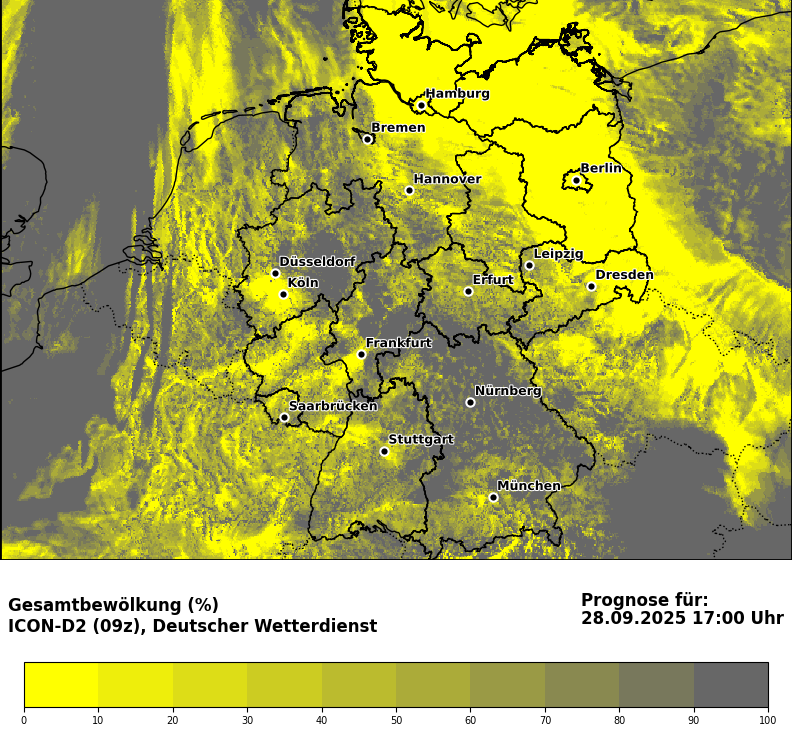 Hamburg
Bremen
Berlin
Hannover
Düsseldorf
Leipzig
Köln
Erfurt
Dresden
Frankfurt
Nürnberg
Saarbrücken
Stuttgart
München
Gesamtbewölkung (%)
ICON-D2 (09z), Deutscher Wetterdienst
Prognose für:
28.09.2025 17:00 Uhr
0 10 20 30 40 50 60 70 80 90 100